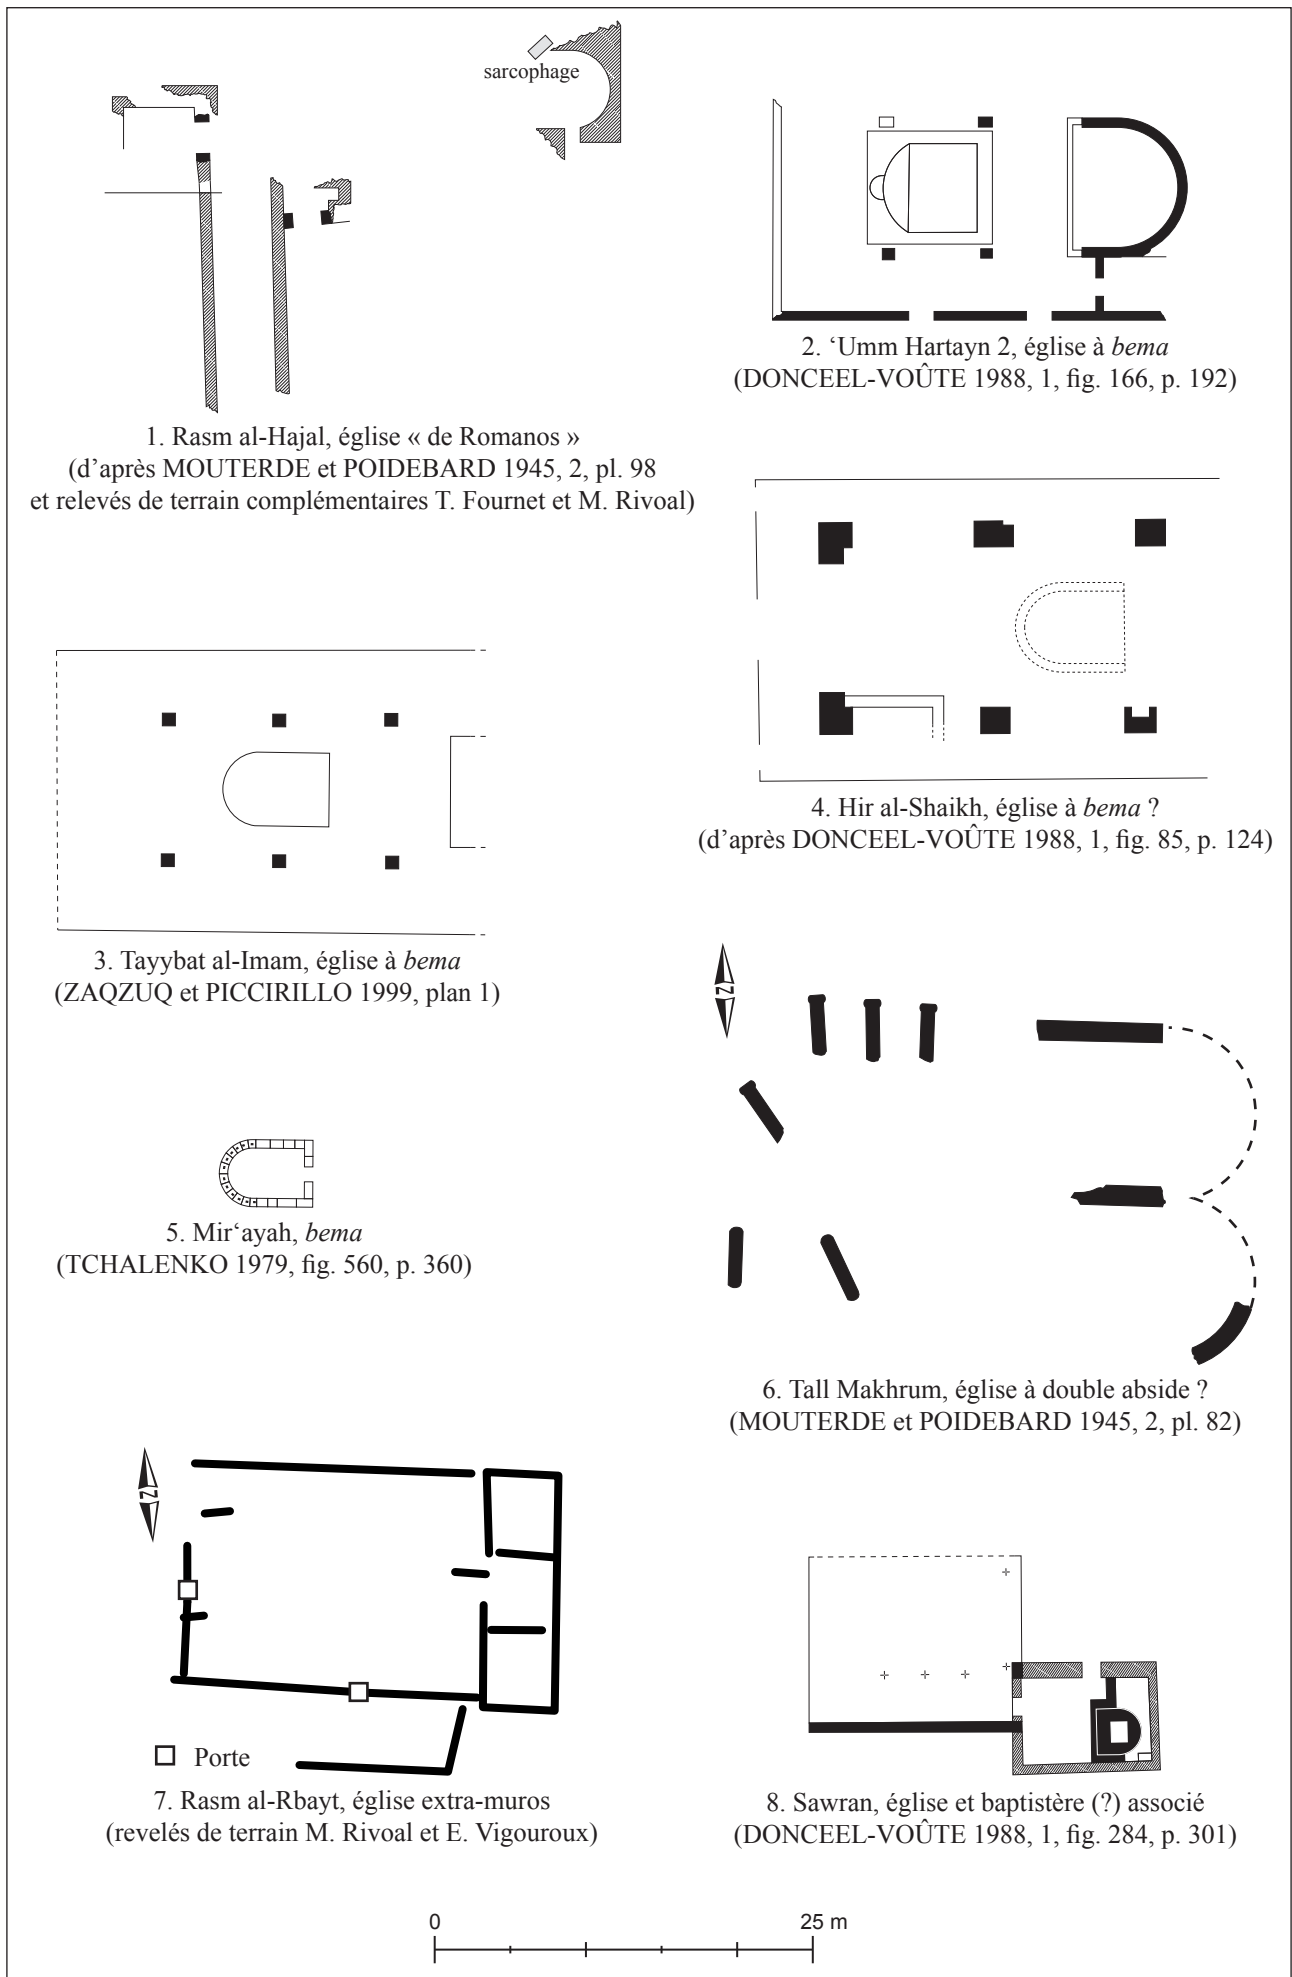 sarcophage
1. Rasm al-Hajal, église « de Romanos »
(d’après MOUTERDE et POIDEBARD 1945, 2, pl. 98
et relevés de terrain complémentaires T. Fournet et M. Rivoal)
2. ‘Umm Hartayn 2, église à bema
(DONCEEL-VOÛTE 1988, 1, fig. 166, p. 192)
3. Tayybat al-Imam, église à bema
(ZAQZUQ et PICCIRILLO 1999, plan 1)
4. Hir al-Shaikh, église à bema ?
(d’après DONCEEL-VOÛTE 1988, 1, fig. 85, p. 124)
5. Mir‘ayah, bema
(TCHALENKO 1979, fig. 560, p. 360)
N
6. Tall Makhrum, église à double abside ?
(MOUTERDE et POIDEBARD 1945, 2, pl. 82)
N
Porte
7. Rasm al-Rbayt, église extra-muros
(revelés de terrain M. Rivoal et E. Vigouroux)
8. Sawran, église et baptistère (?) associé
(DONCEEL-VOÛTE 1988, 1, fig. 284, p. 301)
0 25 m